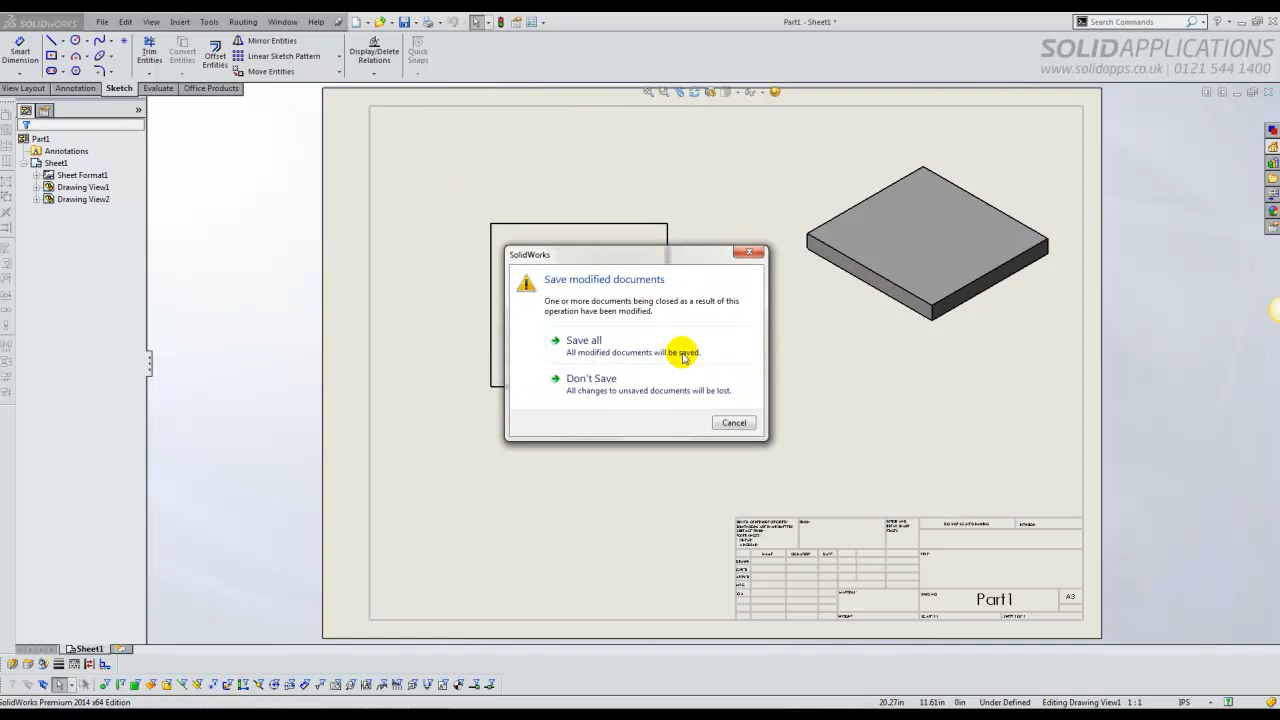 SOLIDWORKS File Edit View Insert Tools Routing Window Help Part1 - Sheet1 * Search Commands
Smart Dimension
Trim Entities
Convert Entities
Offset Entities
Mirror Entities
Linear Sketch Pattern
Move Entities
Display/Delete Relations
Quick Snaps
SOLIDAPPLICATIONS
www.solidapps.co.uk | 0121 544 1400
View Layout Annotation Sketch Evaluate Office Products
Part1
Annotations
Sheet1
Sheet Format1
Drawing View1
Drawing View2
SolidWorks
Save modified documents
One or more documents being closed as a result of this
operation have been modified.
Save all
All modified documents will be saved.
Don't Save
All changes to unsaved documents will be lost.
Cancel
Part1
A3
Sheet1
SolidWorks Premium 2014 x64 Edition 20.27in 11.61in 0in Under Defined Editing Drawing View1 1 : 1 IPS